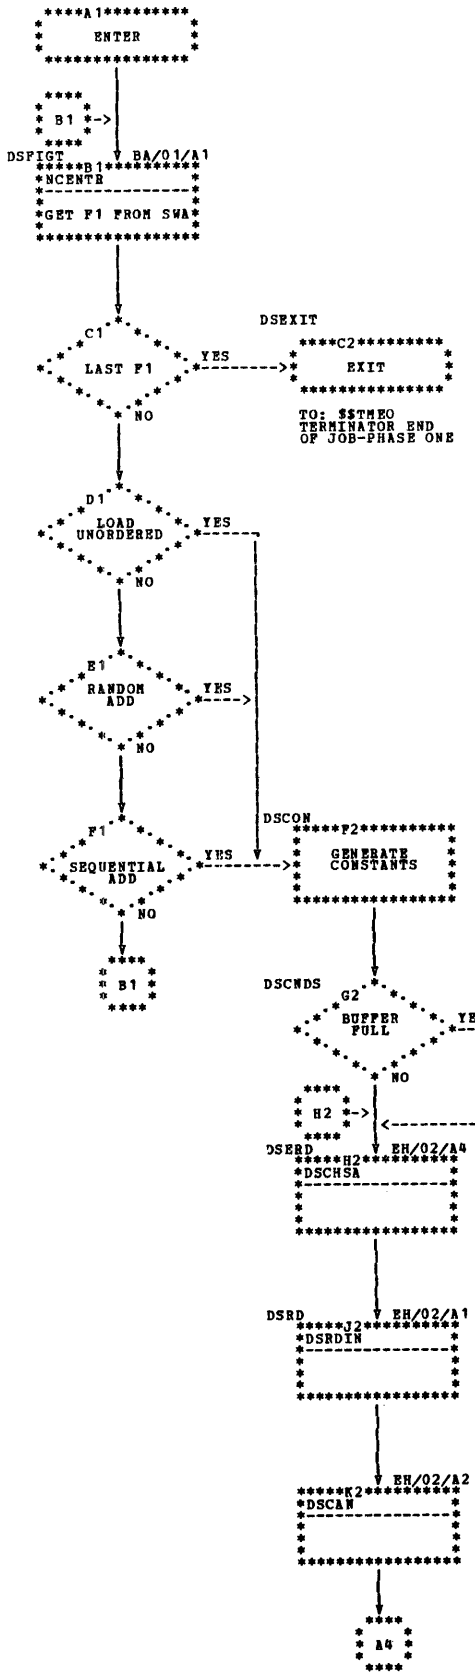 A1
ENTER
B1
DSFIGT BA/01/A1
B1
NCENTR
GET F1 FROM SWA
C1
LAST F1
YES
NO
DSEXIT
C2
EXIT
TO: $$TMEO
TERMINATOR END
OF JOB-PHASE ONE
D1
LOAD
UNORDERED
YES
NO
E1
RANDOM
ADD
YES
NO
F1
SEQUENTIAL
ADD
YES
NO
B1
DSCON
F2
GENERATE
CONSTANTS
DSCNDS
G2
BUFFER
FULL
YE
NO
H2
DSERD EH/02/A4
H2
DSCHSA
DSRD EH/02/A1
J2
DSRDIN
EH/02/A2
K2
DSCAN
A4